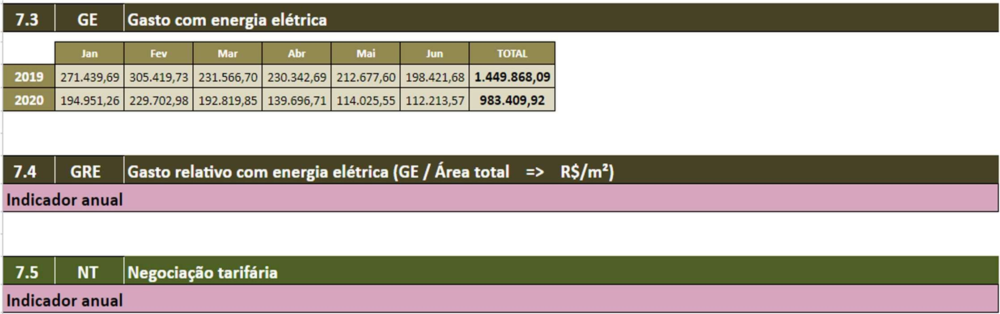 7.3 GE Gasto com energia elétrica
Jan Fev Mar Abr Mai Jun TOTAL
2019 271.439,69 305.419,73 231.566,70 230.342,69 212.677,60 198.421,68 1.449.868,09
2020 194.951,26 229.702,98 192.819,85 139.696,71 114.025,55 112.213,57 983.409,92
7.4 GRE Gasto relativo com energia elétrica (GE / Área total => R$/m²)
Indicador anual
7.5 NT Negociação tarifária
Indicador anual